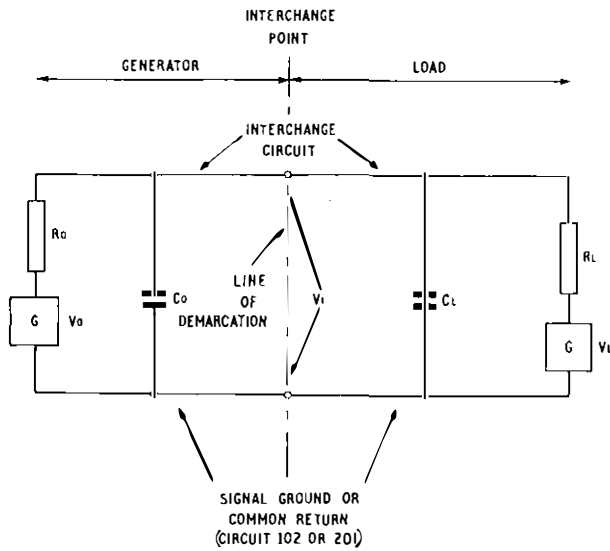 INTERCHANGE
POINT
GENERATOR
LOAD
INTERCHANGE
CIRCUIT
Ro
G
Vo
Co
LINE
OF
DEMARCATION
V1
CL
RL
G
VL
SIGNAL GROUND OR
COMMON RETURN
(CIRCUIT 102 OR 201)